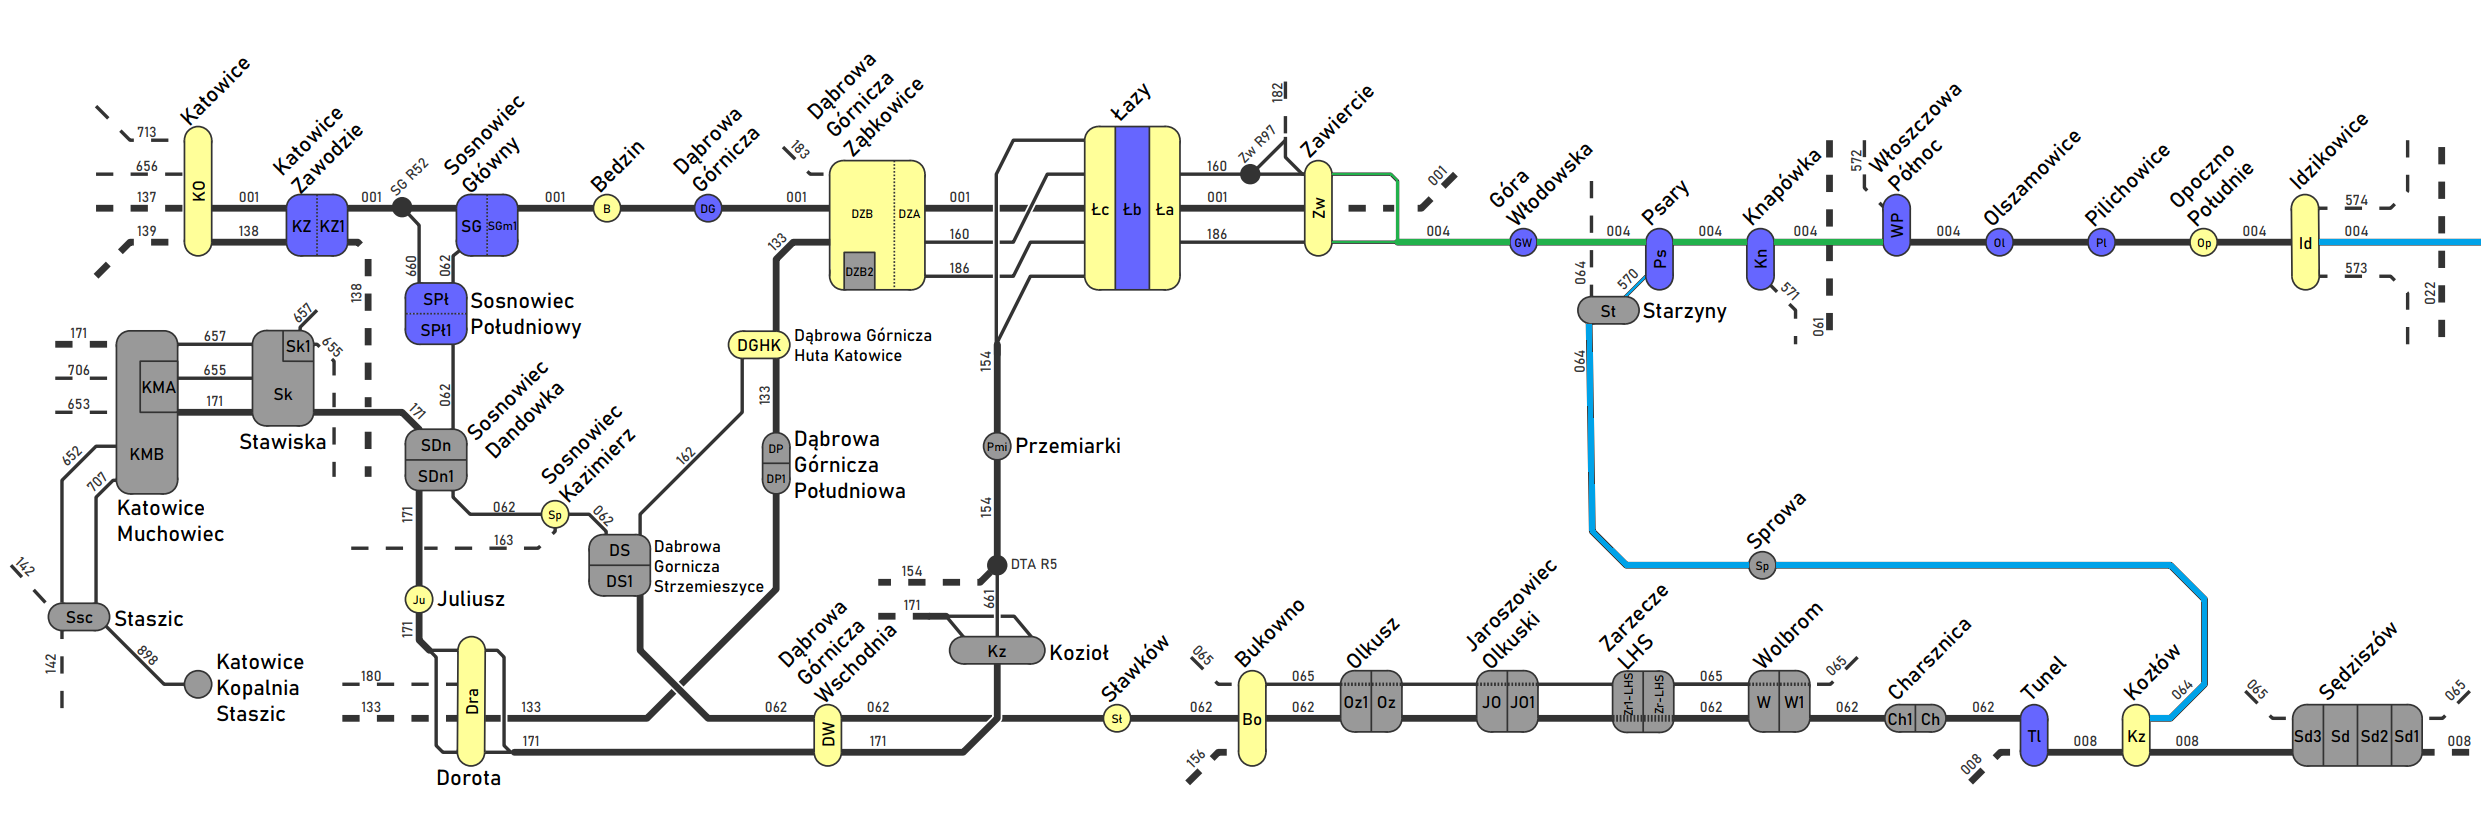 Katowice
713
656
137
139
KO
001
138
Katowice
Zawodzie
KZ
KZ1
001
SG R52
138
660
062
Sosnowiec
Główny
SG
SGm1
001
Bedzin
B
Dąbrowa
Górnicza
DG
001
183
Dąbrowa
Górnicza
Ząbkowice
DZB
DZA
DZB2
133
001
160
186
Łazy
Łc
Łb
Ła
160
001
186
Zw R97
182
Zawiercie
Zw
001
004
Góra
Włodowska
GW
004
064
570
Psary
Ps
004
Knapówka
Kn
004
571
061
572
Włoszczowa
Północ
WP
004
Olszamowice
Ol
Pilichowice
Pl
Opoczno
Południe
Op
004
Idzikowice
Id
574
004
573
022
St
Starzyny
064
SPł
SPł1
Sosnowiec
Południowy
062
171
706
653
KMA
KMB
657
655
171
657
655
Sk1
Sk
Stawiska
171
Katowice
Muchowiec
652
707
142
Ssc
Staszic
142
898
Katowice
Kopalnia
Staszic
SDn
SDn1
Sosnowiec
Dandowka
171
062
Sosnowiec
Kazimierz
Sp
062
163
DS
DS1
Dabrowa
Gornicza
Strzemieszyce
162
DGHK
Dąbrowa Górnicza
Huta Katowice
133
DP
DP1
Dąbrowa
Górnicza
Południowa
154
Pmi
Przemiarki
154
DTA R5
154
661
171
Kz
Kozioł
Ju
Juliusz
171
180
133
Dra
Dorota
133
171
Dąbrowa
Górnicza
Wschodnia
062
DW
062
171
Sławków
Sł
062
065
156
Bukowno
Bo
065
062
Olkusz
Oz1
Oz
Jaroszowiec
Olkuski
JO
JO1
Zarzecze
LHS
Zr1-LHS
Zr-LHS
065
062
Wolbrom
W
W1
065
062
Charsznica
Ch1
Ch
062
008
Tunel
Tl
008
Sprowa
Sp
Kozłów
Kz
064
008
065
Sędziszów
Sd3
Sd
Sd2
Sd1
065
008